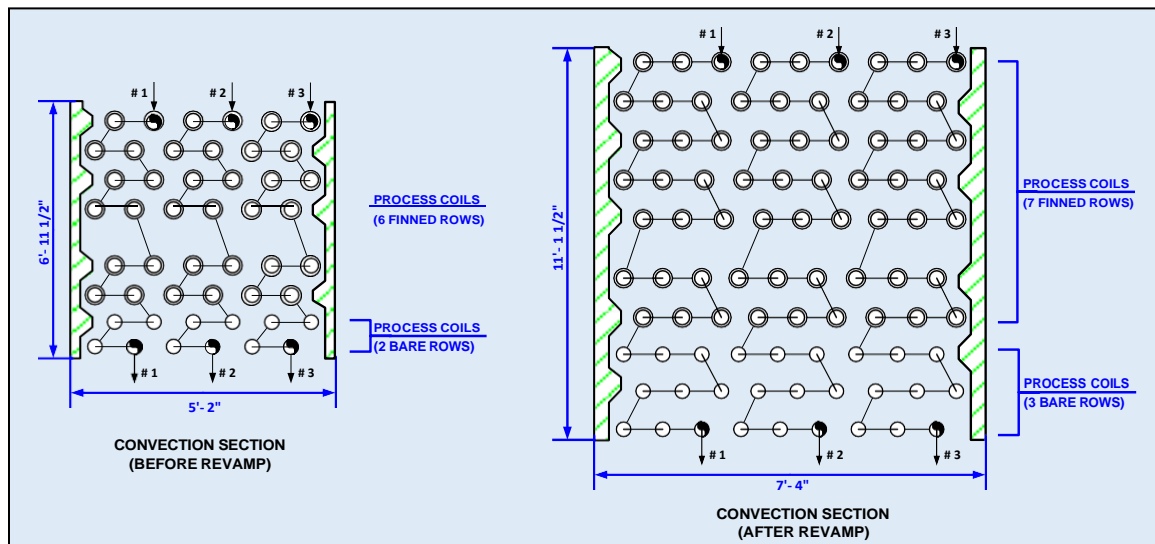 # 1
# 2
# 3
6'- 11 1/2"
PROCESS COILS
(6 FINNED ROWS)
PROCESS COILS
(2 BARE ROWS)
# 1
# 2
# 3
5'- 2"
CONVECTION SECTION
(BEFORE REVAMP)
# 1
# 2
# 3
11'- 1 1/2"
PROCESS COILS
(7 FINNED ROWS)
PROCESS COILS
(3 BARE ROWS)
# 1
# 2
# 3
7'- 4"
CONVECTION SECTION
(AFTER REVAMP)